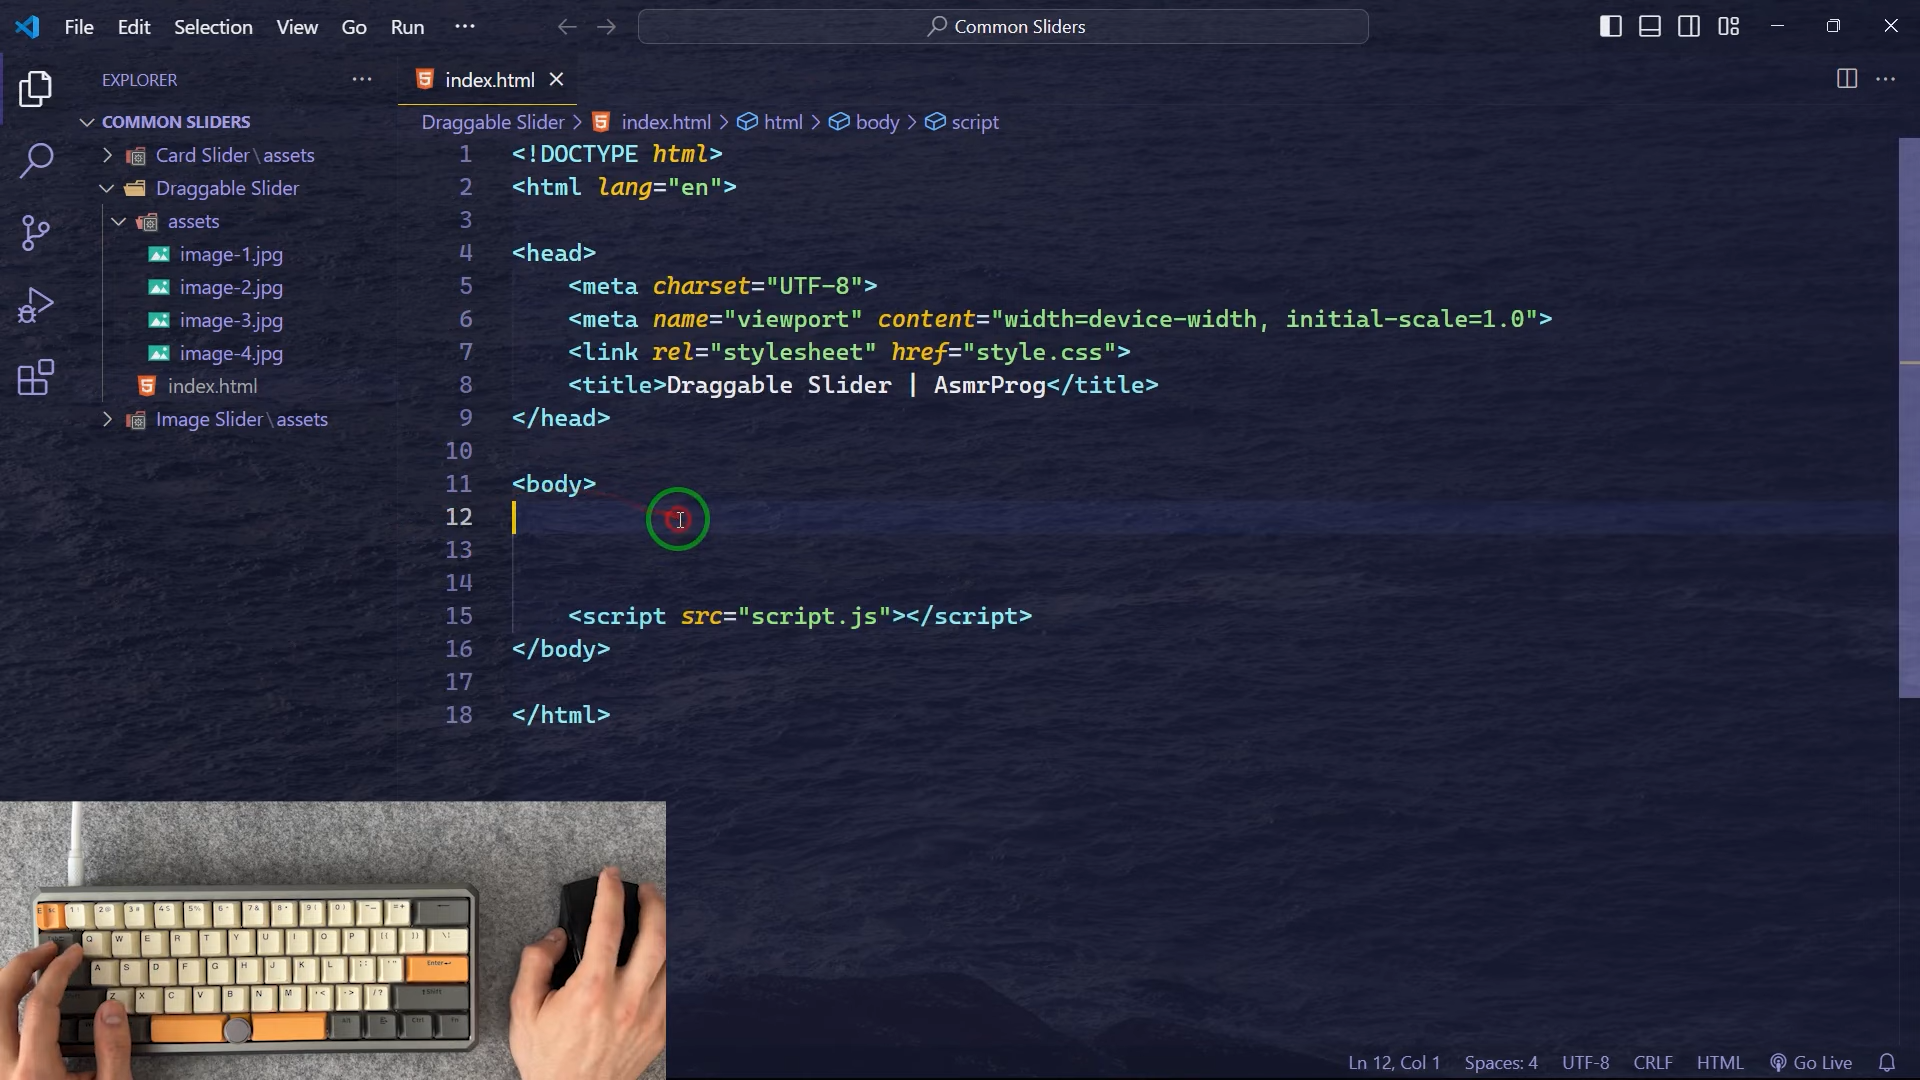 File Edit Selection View Go Run ···
Common Sliders
EXPLORER ···
COMMON SLIDERS
Card Slider\assets
Draggable Slider
assets
image-1.jpg
image-2.jpg
image-3.jpg
image-4.jpg
index.html
Image Slider\assets
index.html
Draggable Slider > index.html > html > body > script
1 <!DOCTYPE html>
2 <html lang="en">
3
4 <head>
5 <meta charset="UTF-8">
6 <meta name="viewport" content="width=device-width, initial-scale=1.0">
7 <link rel="stylesheet" href="style.css">
8 <title>Draggable Slider | AsmrProg</title>
9 </head>
10
11 <body>
12
13
14
15 <script src="script.js"></script>
16 </body>
17
18 </html>
Q W E R T Y U I O P
A S D F G H J K L Enter
Z X C V B N M
Ln 12, Col 1 Spaces: 4 UTF-8 CRLF HTML Go Live